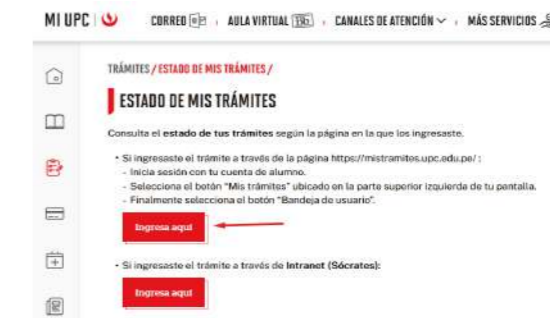 MI UPC CORREO AULA VIRTUAL Bb CANALES DE ATENCIÓN MÁS SERVICIOS
TRÁMITES / ESTADO DE MIS TRÁMITES /
ESTADO DE MIS TRÁMITES
Consulta el estado de tus trámites según la página en la que los ingresaste.
• Si ingresaste el trámite a través de la página https://mistramites.upc.edu.pe/ :
- Inicia sesión con tu cuenta de alumno.
- Selecciona el botón "Mis trámites" ubicado en la parte superior izquierda de tu pantalla.
- Finalmente selecciona el botón "Bandeja de usuario".
Ingresa aquí
• Si ingresaste el trámite a través de Intranet (Sócrates):
Ingresa aquí